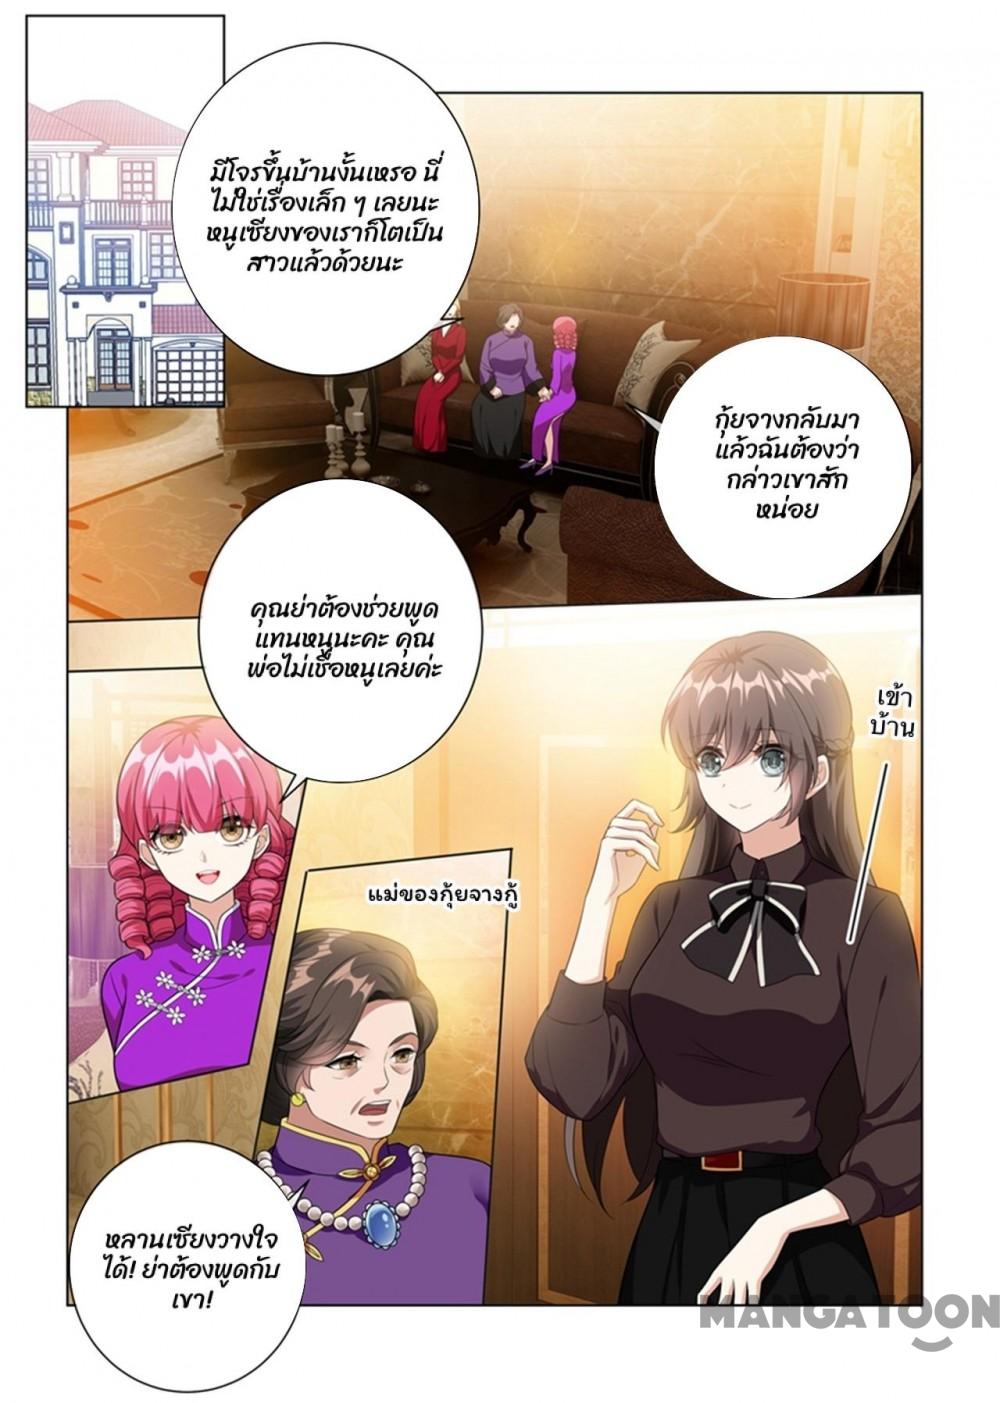 มีโจรขึ้นบ้านงั้นเหรอ นี่
ไม่ใช่เรื่องเล็ก ๆ เลยนะ
หนูเซียงของเราก็โตเป็น
สาวแล้วด้วยนะ
กุ้ยจางกลับมา
แล้วฉันต้องว่า
กล่าวเขาสัก
หน่อย
คุณย่าต้องช่วยพูด
แทนหนูนะคะ คุณ
พ่อไม่เชื่อหนูเลยค่ะ
เข้า
บ้าน
แม่ของกุ้ยจางกู้
หลานเซียงวางใจ
ได้! ย่าต้องพูดกับ
เขา!
MANGATOON